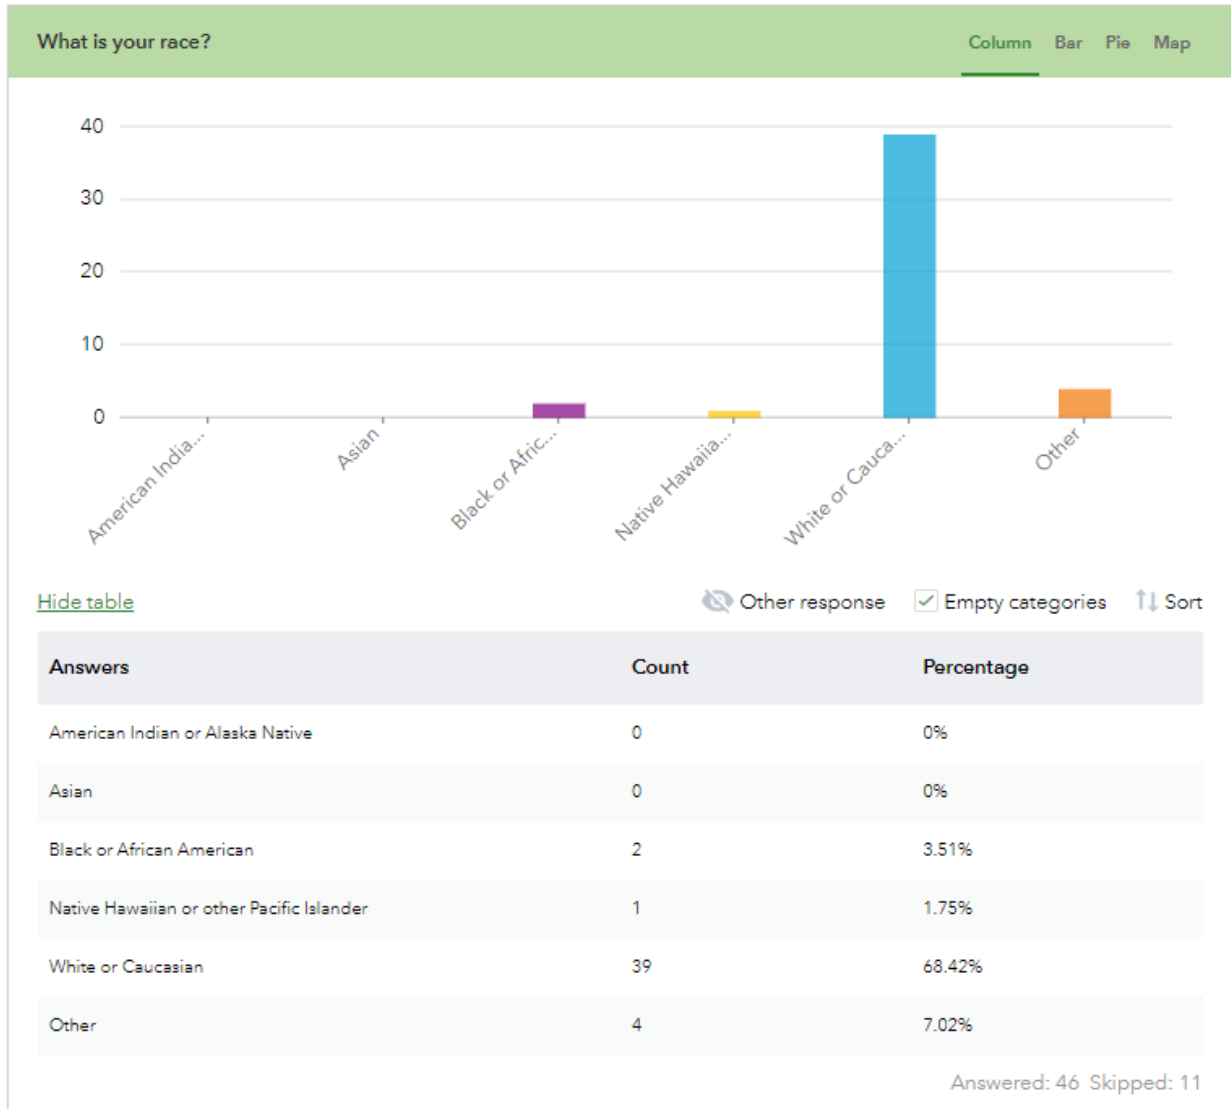 What is your race? Column Bar Pie Map
40
30
20
10
0
American India... Asian Black or Afric... Native Hawaiia... White or Cauca... Other
Hide table Other response Empty categories Sort
Answers Count Percentage
American Indian or Alaska Native 0 0%
Asian 0 0%
Black or African American 2 3.51%
Native Hawaiian or other Pacific Islander 1 1.75%
White or Caucasian 39 68.42%
Other 4 7.02%
Answered: 46 Skipped: 11